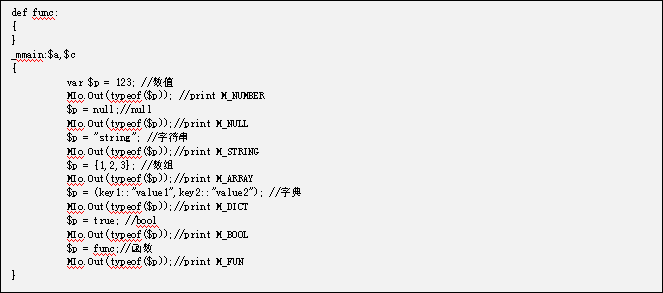 def func:
{
}
_mmain:$a,$c
{
var $p = 123; //数值
MIo.Out(typeof($p)); //print M_NUMBER
$p = null;//null
MIo.Out(typeof($p));//print M_NULL
$p = "string"; //字符串
MIo.Out(typeof($p));//print M_STRING
$p = {1,2,3}; //数组
MIo.Out(typeof($p));//print M_ARRAY
$p = (key1::"value1",key2::"value2"); //字典
MIo.Out(typeof($p));//print M_DICT
$p = true; //bool
MIo.Out(typeof($p));//print M_BOOL
$p = func;//函数
MIo.Out(typeof($p));//print M_FUN
}